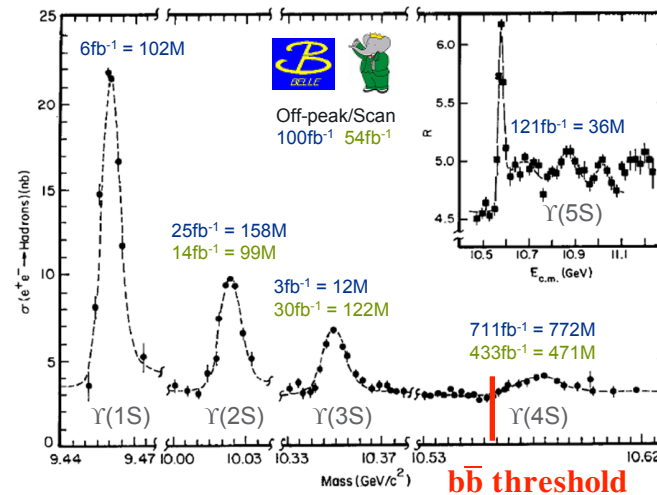 6fb⁻¹ = 102M
B
BELLE
Off-peak/Scan
100fb⁻¹ 54fb⁻¹
25fb⁻¹ = 158M
14fb⁻¹ = 99M
3fb⁻¹ = 12M
30fb⁻¹ = 122M
711fb⁻¹ = 772M
433fb⁻¹ = 471M
σ(e⁺e⁻→Hadrons)(nb)
25
20
15
10
5
0
ϒ(1S)
ϒ(2S)
ϒ(3S)
ϒ(4S)
9.44
9.47
10.00
10.03
10.33
10.37
10.53
10.62
Mass (GeV/c²)
bb̄ threshold
R
6.0
5.5
5.0
4.5
121fb⁻¹ = 36M
ϒ(5S)
10.5
10.7
10.9
11.1
E_c.m. (GeV)